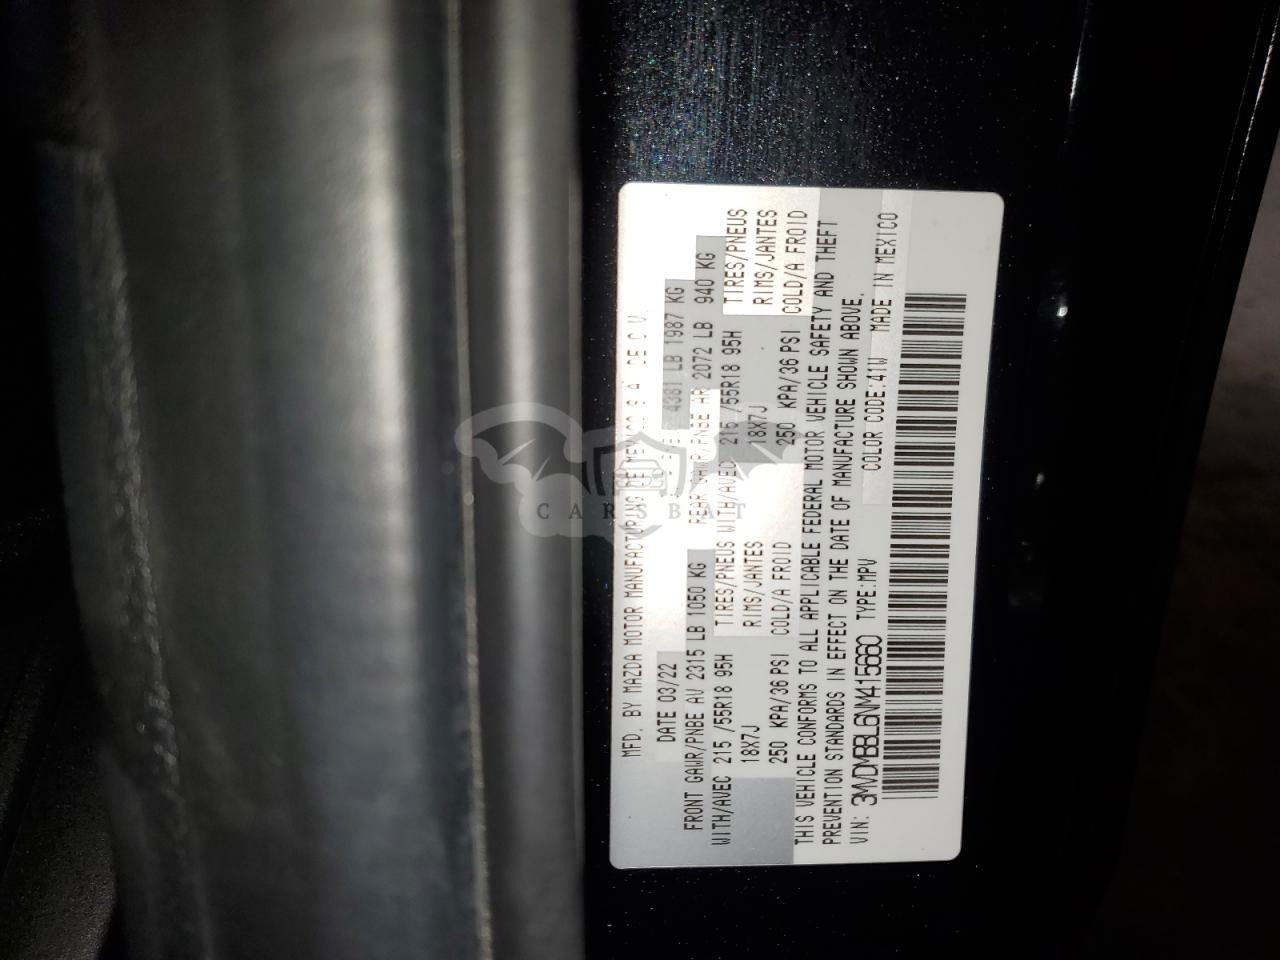 MFD. BY MAZDA MOTOR MANUFACTURING DE MEXICO S.A. DE C.V.
DATE 03/22 4381 LB 1987 KG
FRONT GAWR/PNBE AV 2315 LB 1050 KG REAR GAWR/PNBE AR 2072 LB 940 KG
WITH/AVEC 215 /55R18 95H TIRES/PNEUS WITH/AVEC 215 /55R18 95H TIRES/PNEUS
18X7J RIMS/JANTES 18X7J RIMS/JANTES
250 KPA/36 PSI COLD/A FROID 250 KPA/36 PSI COLD/A FROID
THIS VEHICLE CONFORMS TO ALL APPLICABLE FEDERAL MOTOR VEHICLE SAFETY AND THEFT
PREVENTION STANDARDS IN EFFECT ON THE DATE OF MANUFACTURE SHOWN ABOVE.
VIN: 3MVDMBBL6NM415660 TYPE:MPV COLOR CODE:41W MADE IN MEXICO
CARSBAT